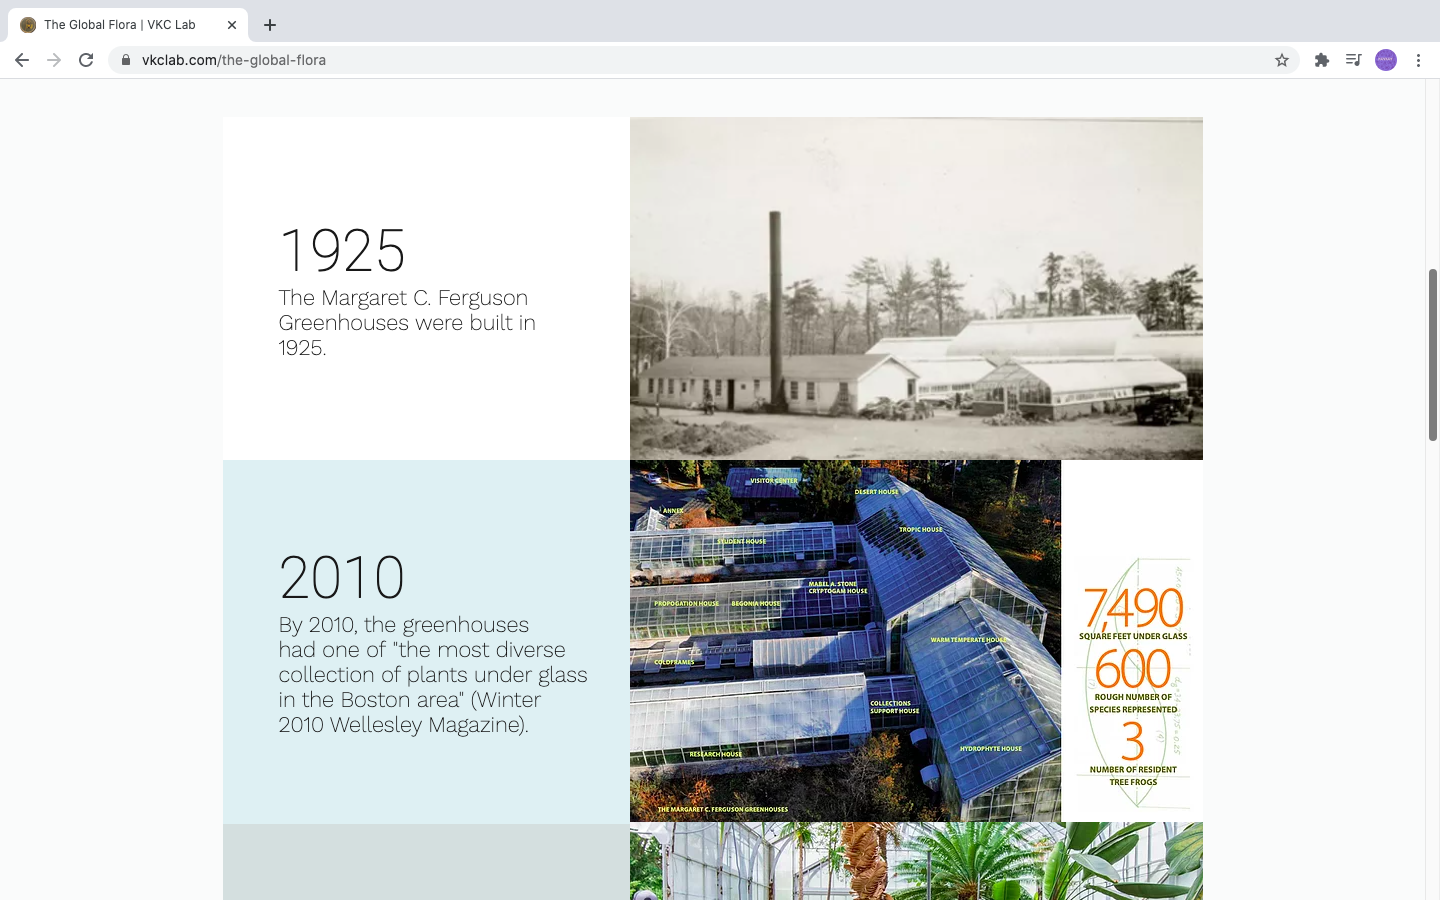 The Global Flora | VKC Lab
vkclab.com/the-global-flora
1925
The Margaret C. Ferguson
Greenhouses were built in
1925.
2010
By 2010, the greenhouses
had one of "the most diverse
collection of plants under glass
in the Boston area" (Winter
2010 Wellesley Magazine).
VISITOR CENTER
DESERT HOUSE
ANNEX
TROPIC HOUSE
STUDENT HOUSE
MABEL A. STONE
CRYPTOGAM HOUSE
PROPOGATION HOUSE
BEGONIA HOUSE
WARM TEMPERATE HOUSE
COLDFRAMES
COLLECTIONS
SUPPORT HOUSE
RESEARCH HOUSE
HYDROPHYTE HOUSE
THE MARGARET C. FERGUSON GREENHOUSES
7,490
SQUARE FEET UNDER GLASS
600
ROUGH NUMBER OF
SPECIES REPRESENTED
3
NUMBER OF RESIDENT
TREE FROGS